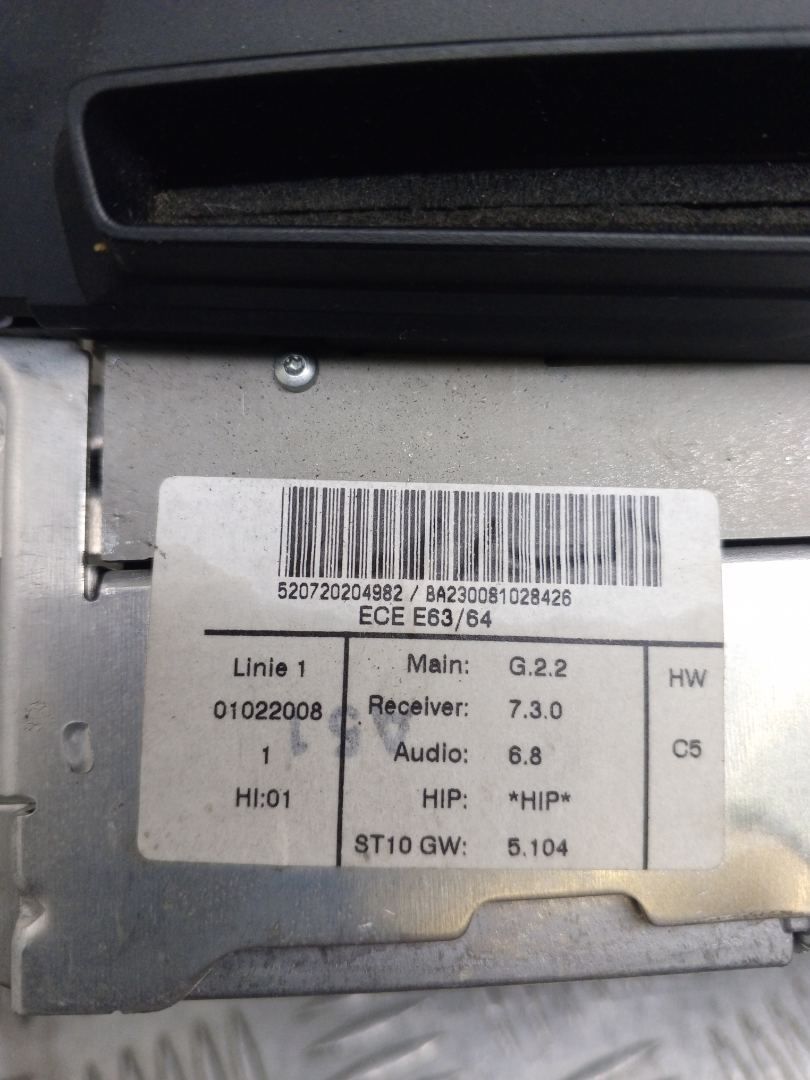 520720204982 / BA230081028426
ECE E63/64
Linie 1
01022008
1
HI:01
Main: G.2.2
Receiver: 7.3.0
Audio: 6.8
HIP: *HIP*
ST10 GW: 5.104
HW
C5